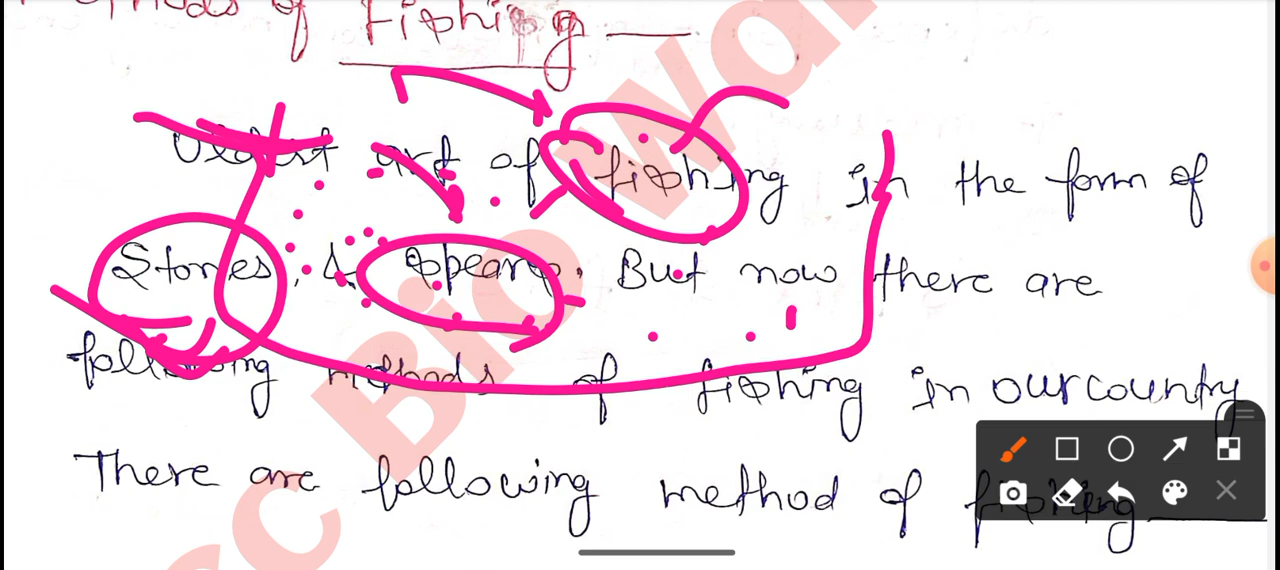 Methods of Fishing
Oldest art of fishing in the form of
Stones, & Spears. But now there are
following methods of fishing in our country
There are following method of fishing